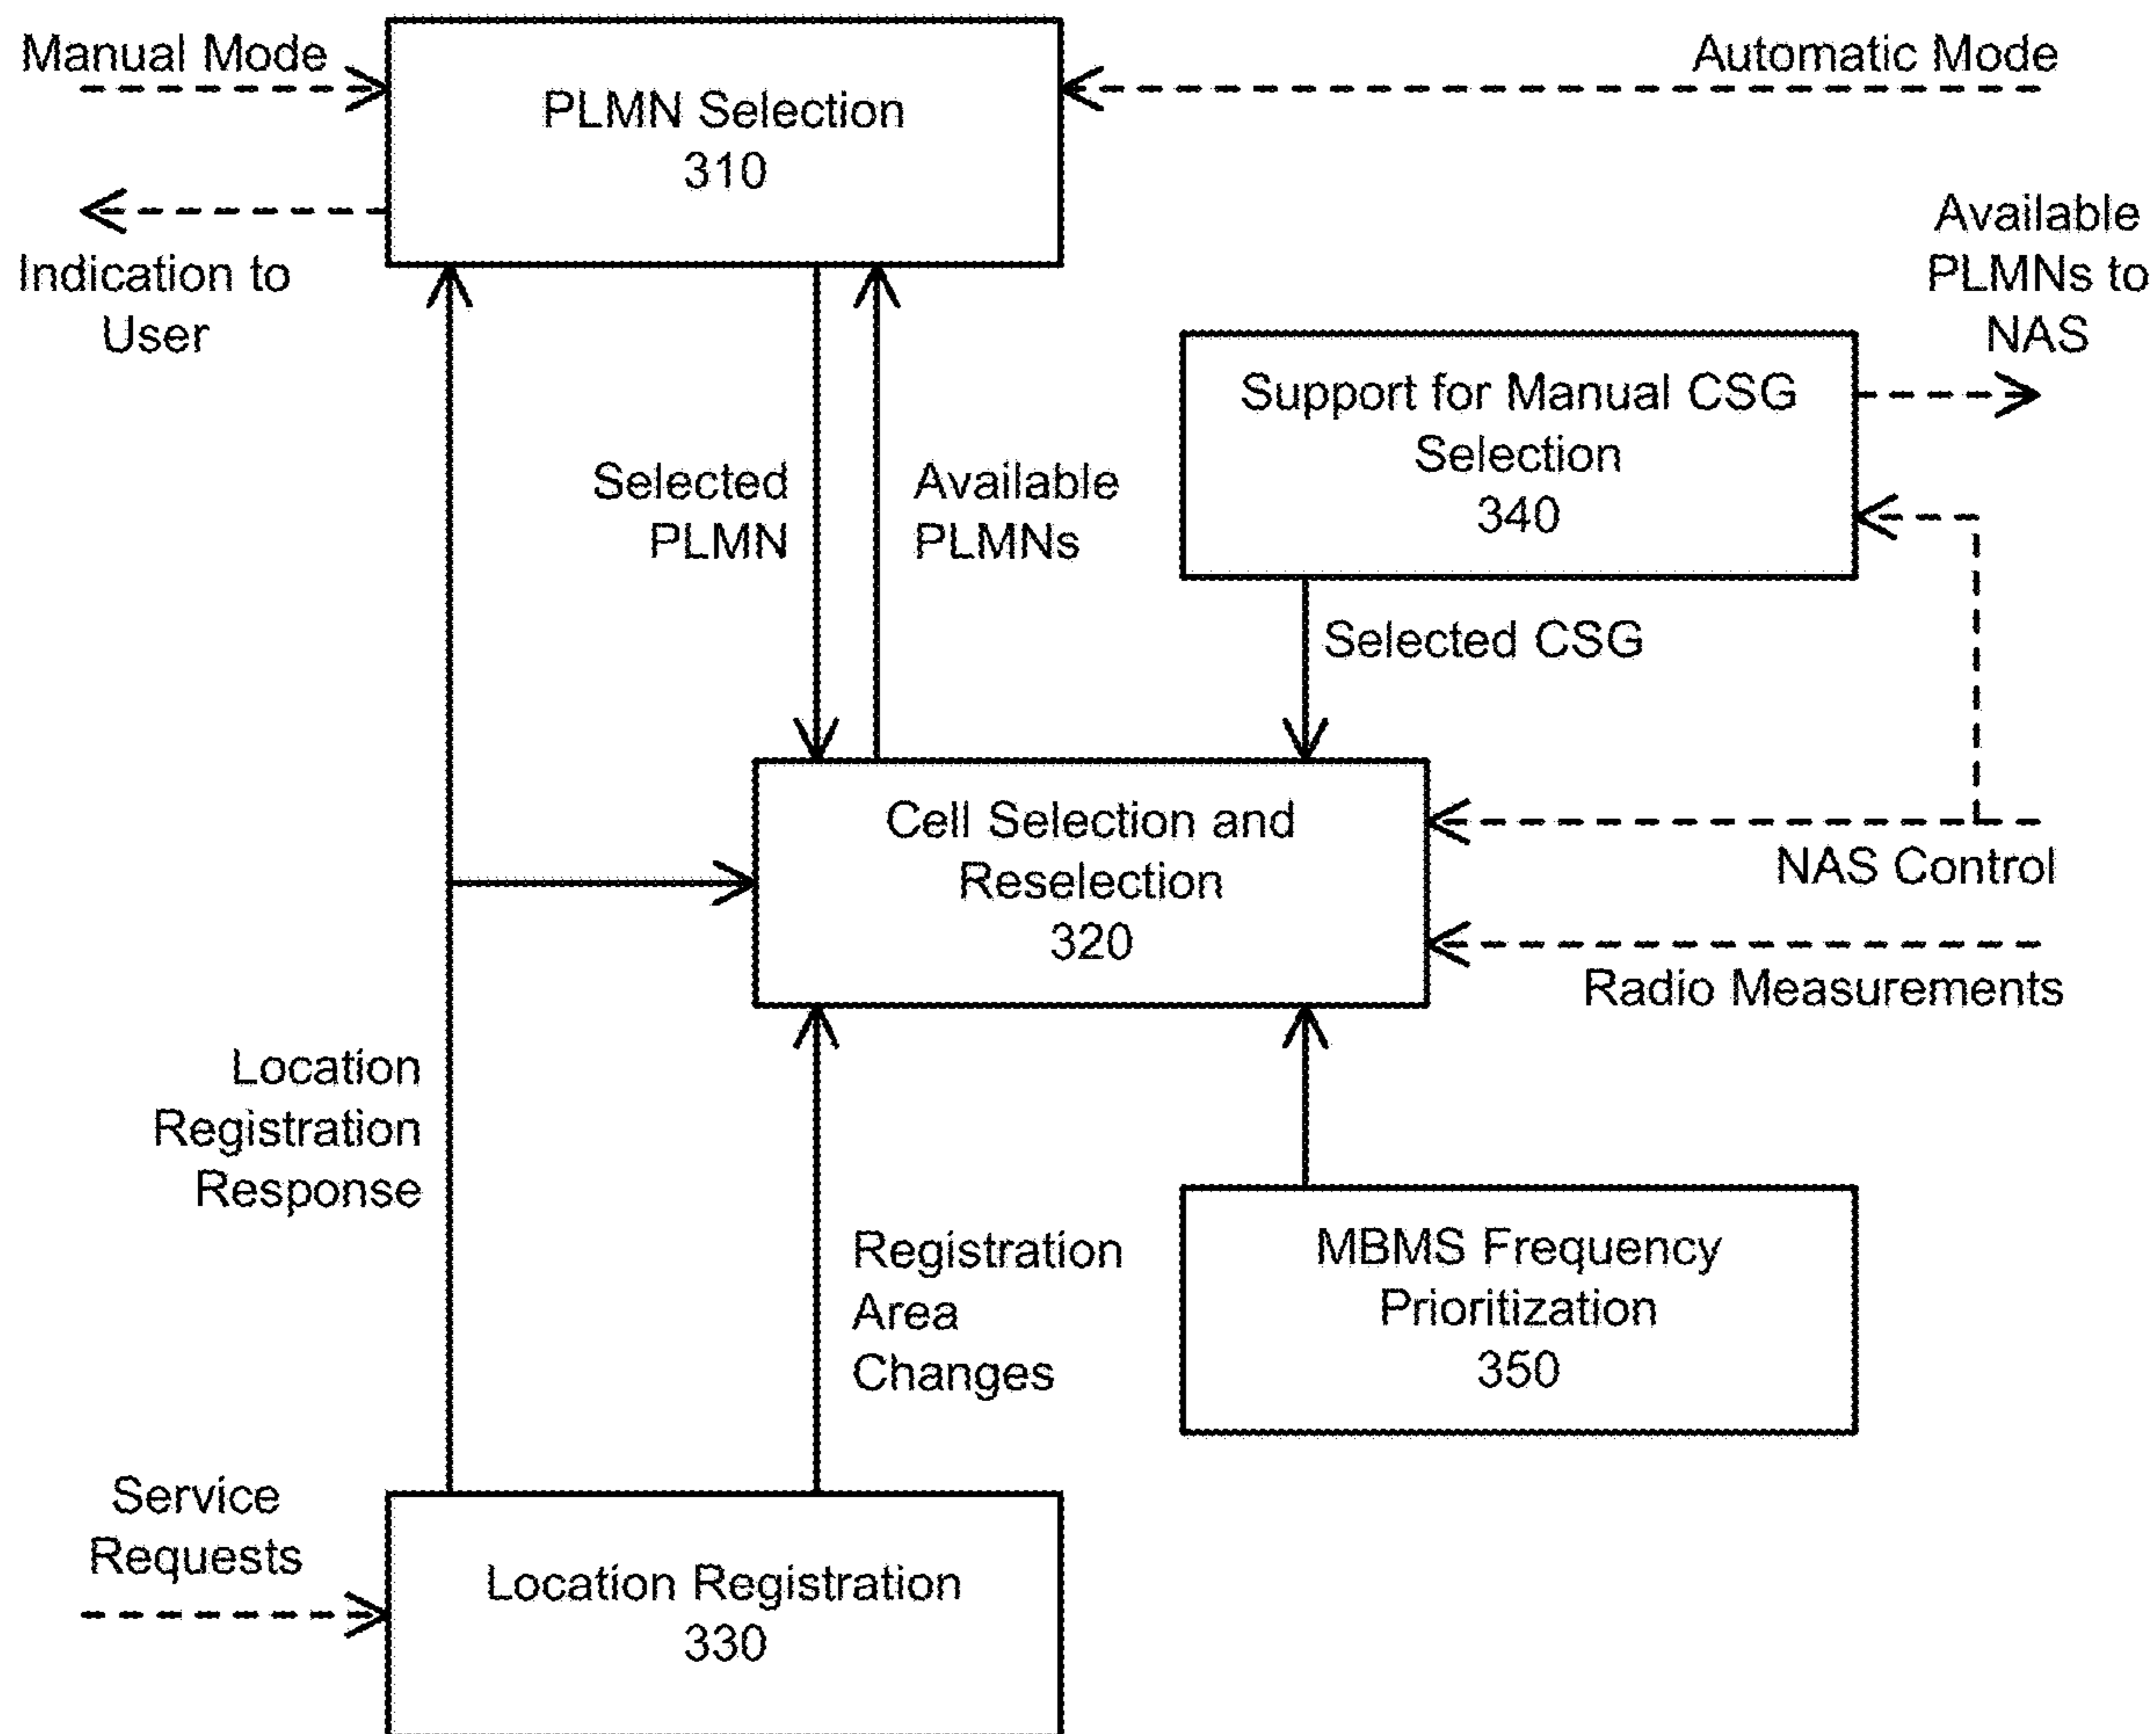 Manual Mode
Automatic Mode
PLMN Selection
310
Indication to
User
Available
PLMNs to
NAS
Support for Manual CSG
Selection
340
Selected
PLMN
Available
PLMNs
Selected CSG
Cell Selection and
Reselection
320
NAS Control
Radio Measurements
Location
Registration
Response
Registration
Area
Changes
MBMS Frequency
Prioritization
350
Service
Requests
Location Registration
330